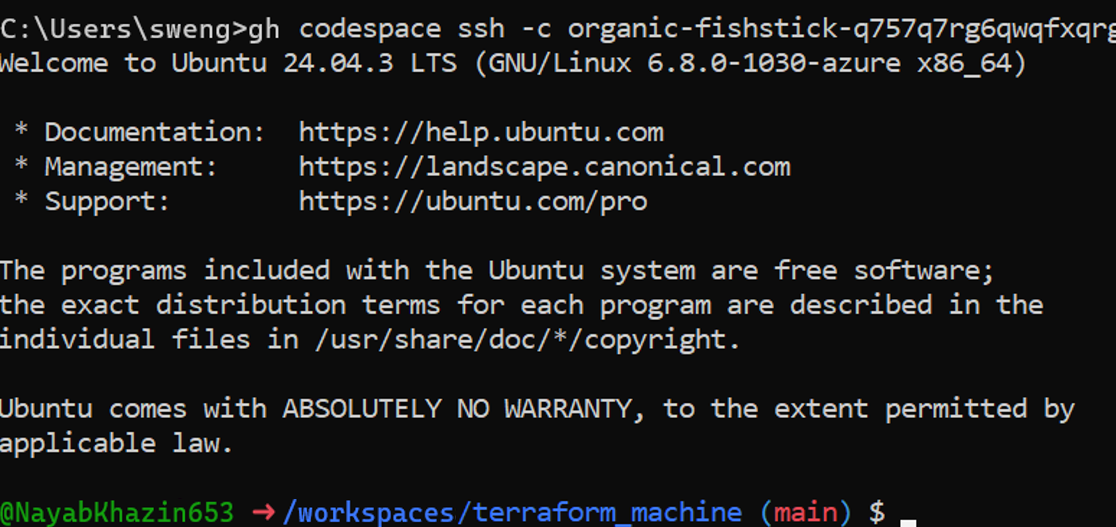 C:\Users\sweng>gh codespace ssh -c organic-fishstick-q757q7rg6qwqfxqrg
Welcome to Ubuntu 24.04.3 LTS (GNU/Linux 6.8.0-1030-azure x86_64)
* Documentation: https://help.ubuntu.com
* Management: https://landscape.canonical.com
* Support: https://ubuntu.com/pro
The programs included with the Ubuntu system are free software;
the exact distribution terms for each program are described in the
individual files in /usr/share/doc/*/copyright.
Ubuntu comes with ABSOLUTELY NO WARRANTY, to the extent permitted by
applicable law.
@NayabKhazin653 ➜ /workspaces/terraform_machine (main) $